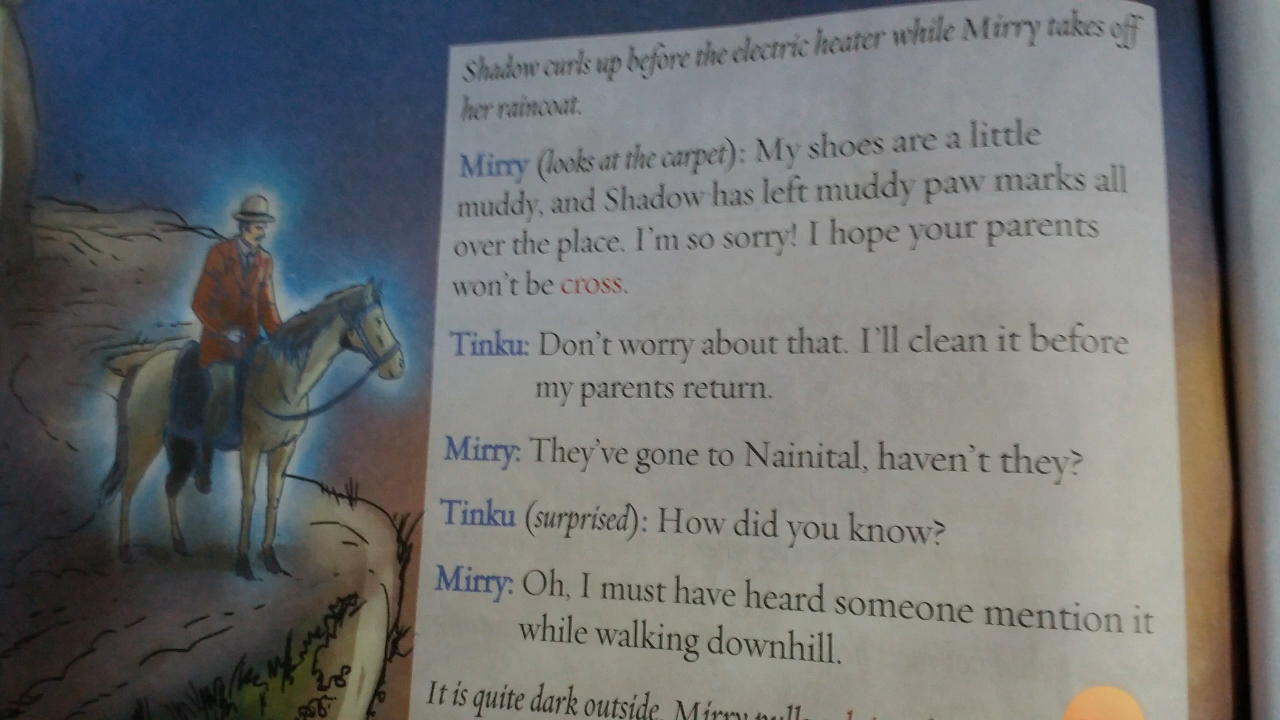 Shadow curls up before the electric heater while Mirry takes off
her raincoat.
Mirry (looks at the carpet): My shoes are a little
muddy, and Shadow has left muddy paw marks all
over the place. I'm so sorry! I hope your parents
won't be cross.
Tinku: Don't worry about that. I'll clean it before
my parents return.
Mirry: They've gone to Nainital, haven't they?
Tinku (surprised): How did you know?
Mirry: Oh, I must have heard someone mention it
while walking downhill.
It is quite dark outside. Mirry